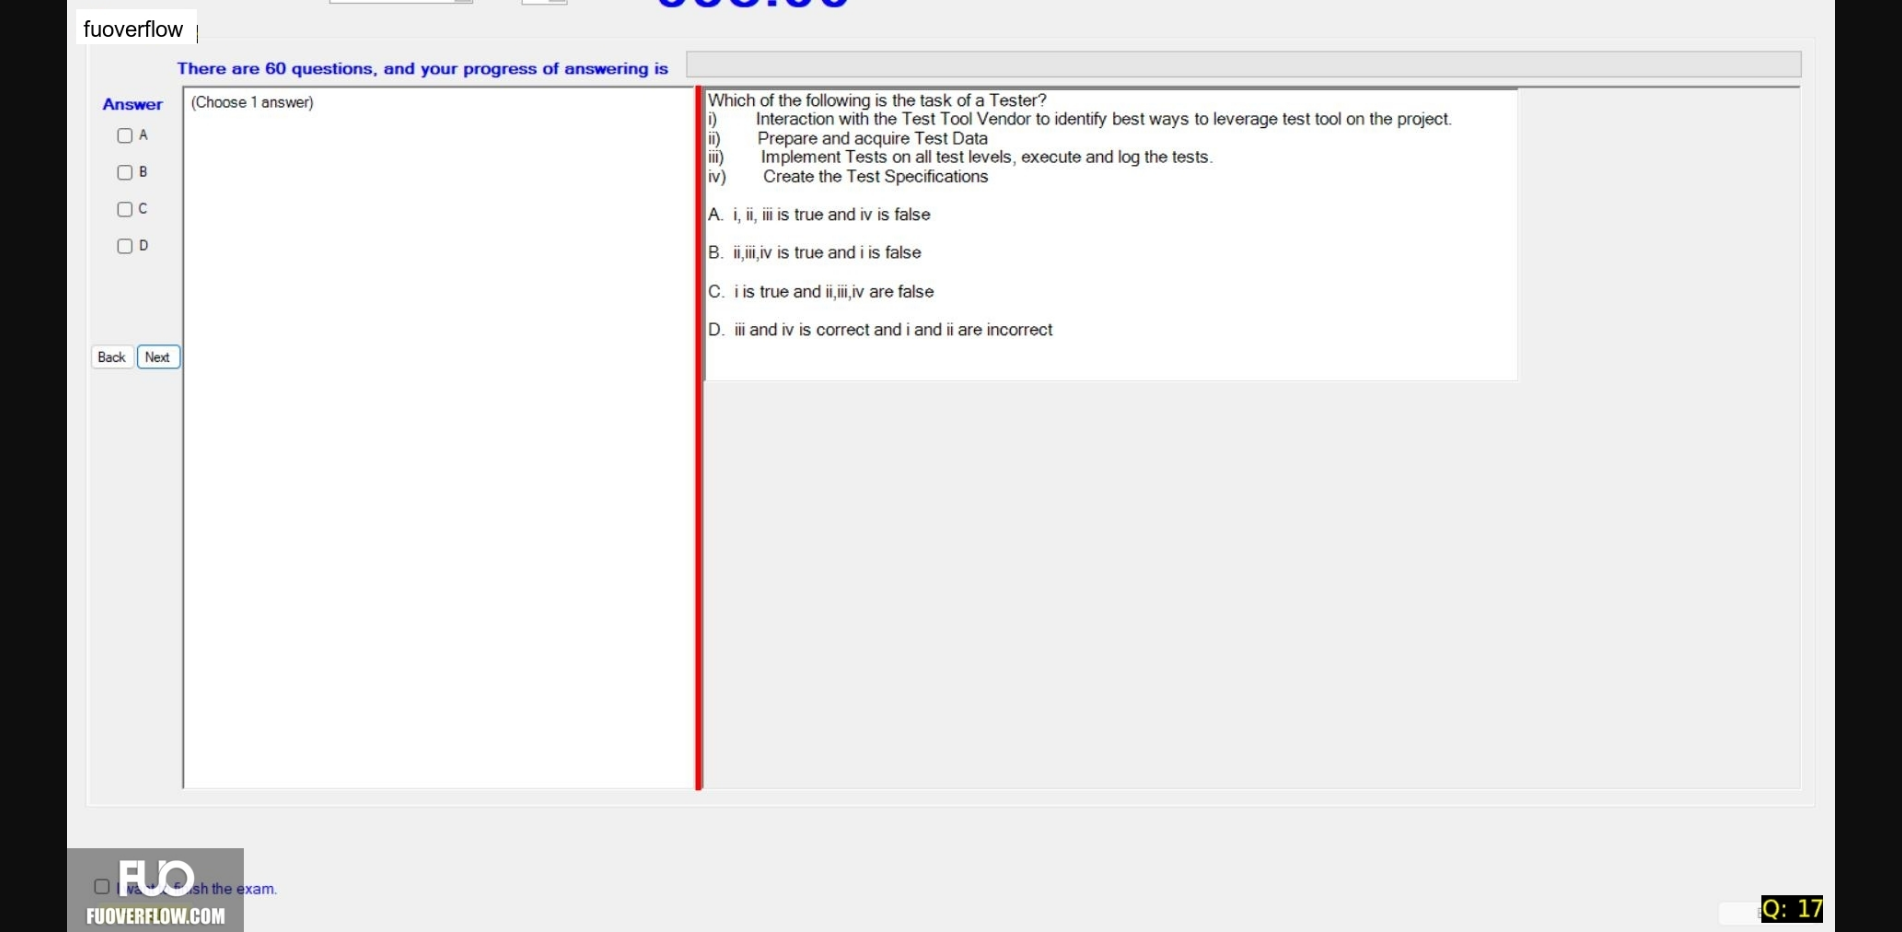 fuoverflow
There are 60 questions, and your progress of answering is
Answer
(Choose 1 answer)
A
B
C
D
Back
Next
Which of the following is the task of a Tester?
i) Interaction with the Test Tool Vendor to identify best ways to leverage test tool on the project.
ii) Prepare and acquire Test Data
iii) Implement Tests on all test levels, execute and log the tests.
iv) Create the Test Specifications
A. i, ii, iii is true and iv is false
B. ii,iii,iv is true and i is false
C. i is true and ii,iii,iv are false
D. iii and iv is correct and i and ii are incorrect
FUO
the exam.
FUOVERFLOW.COM
Q: 17